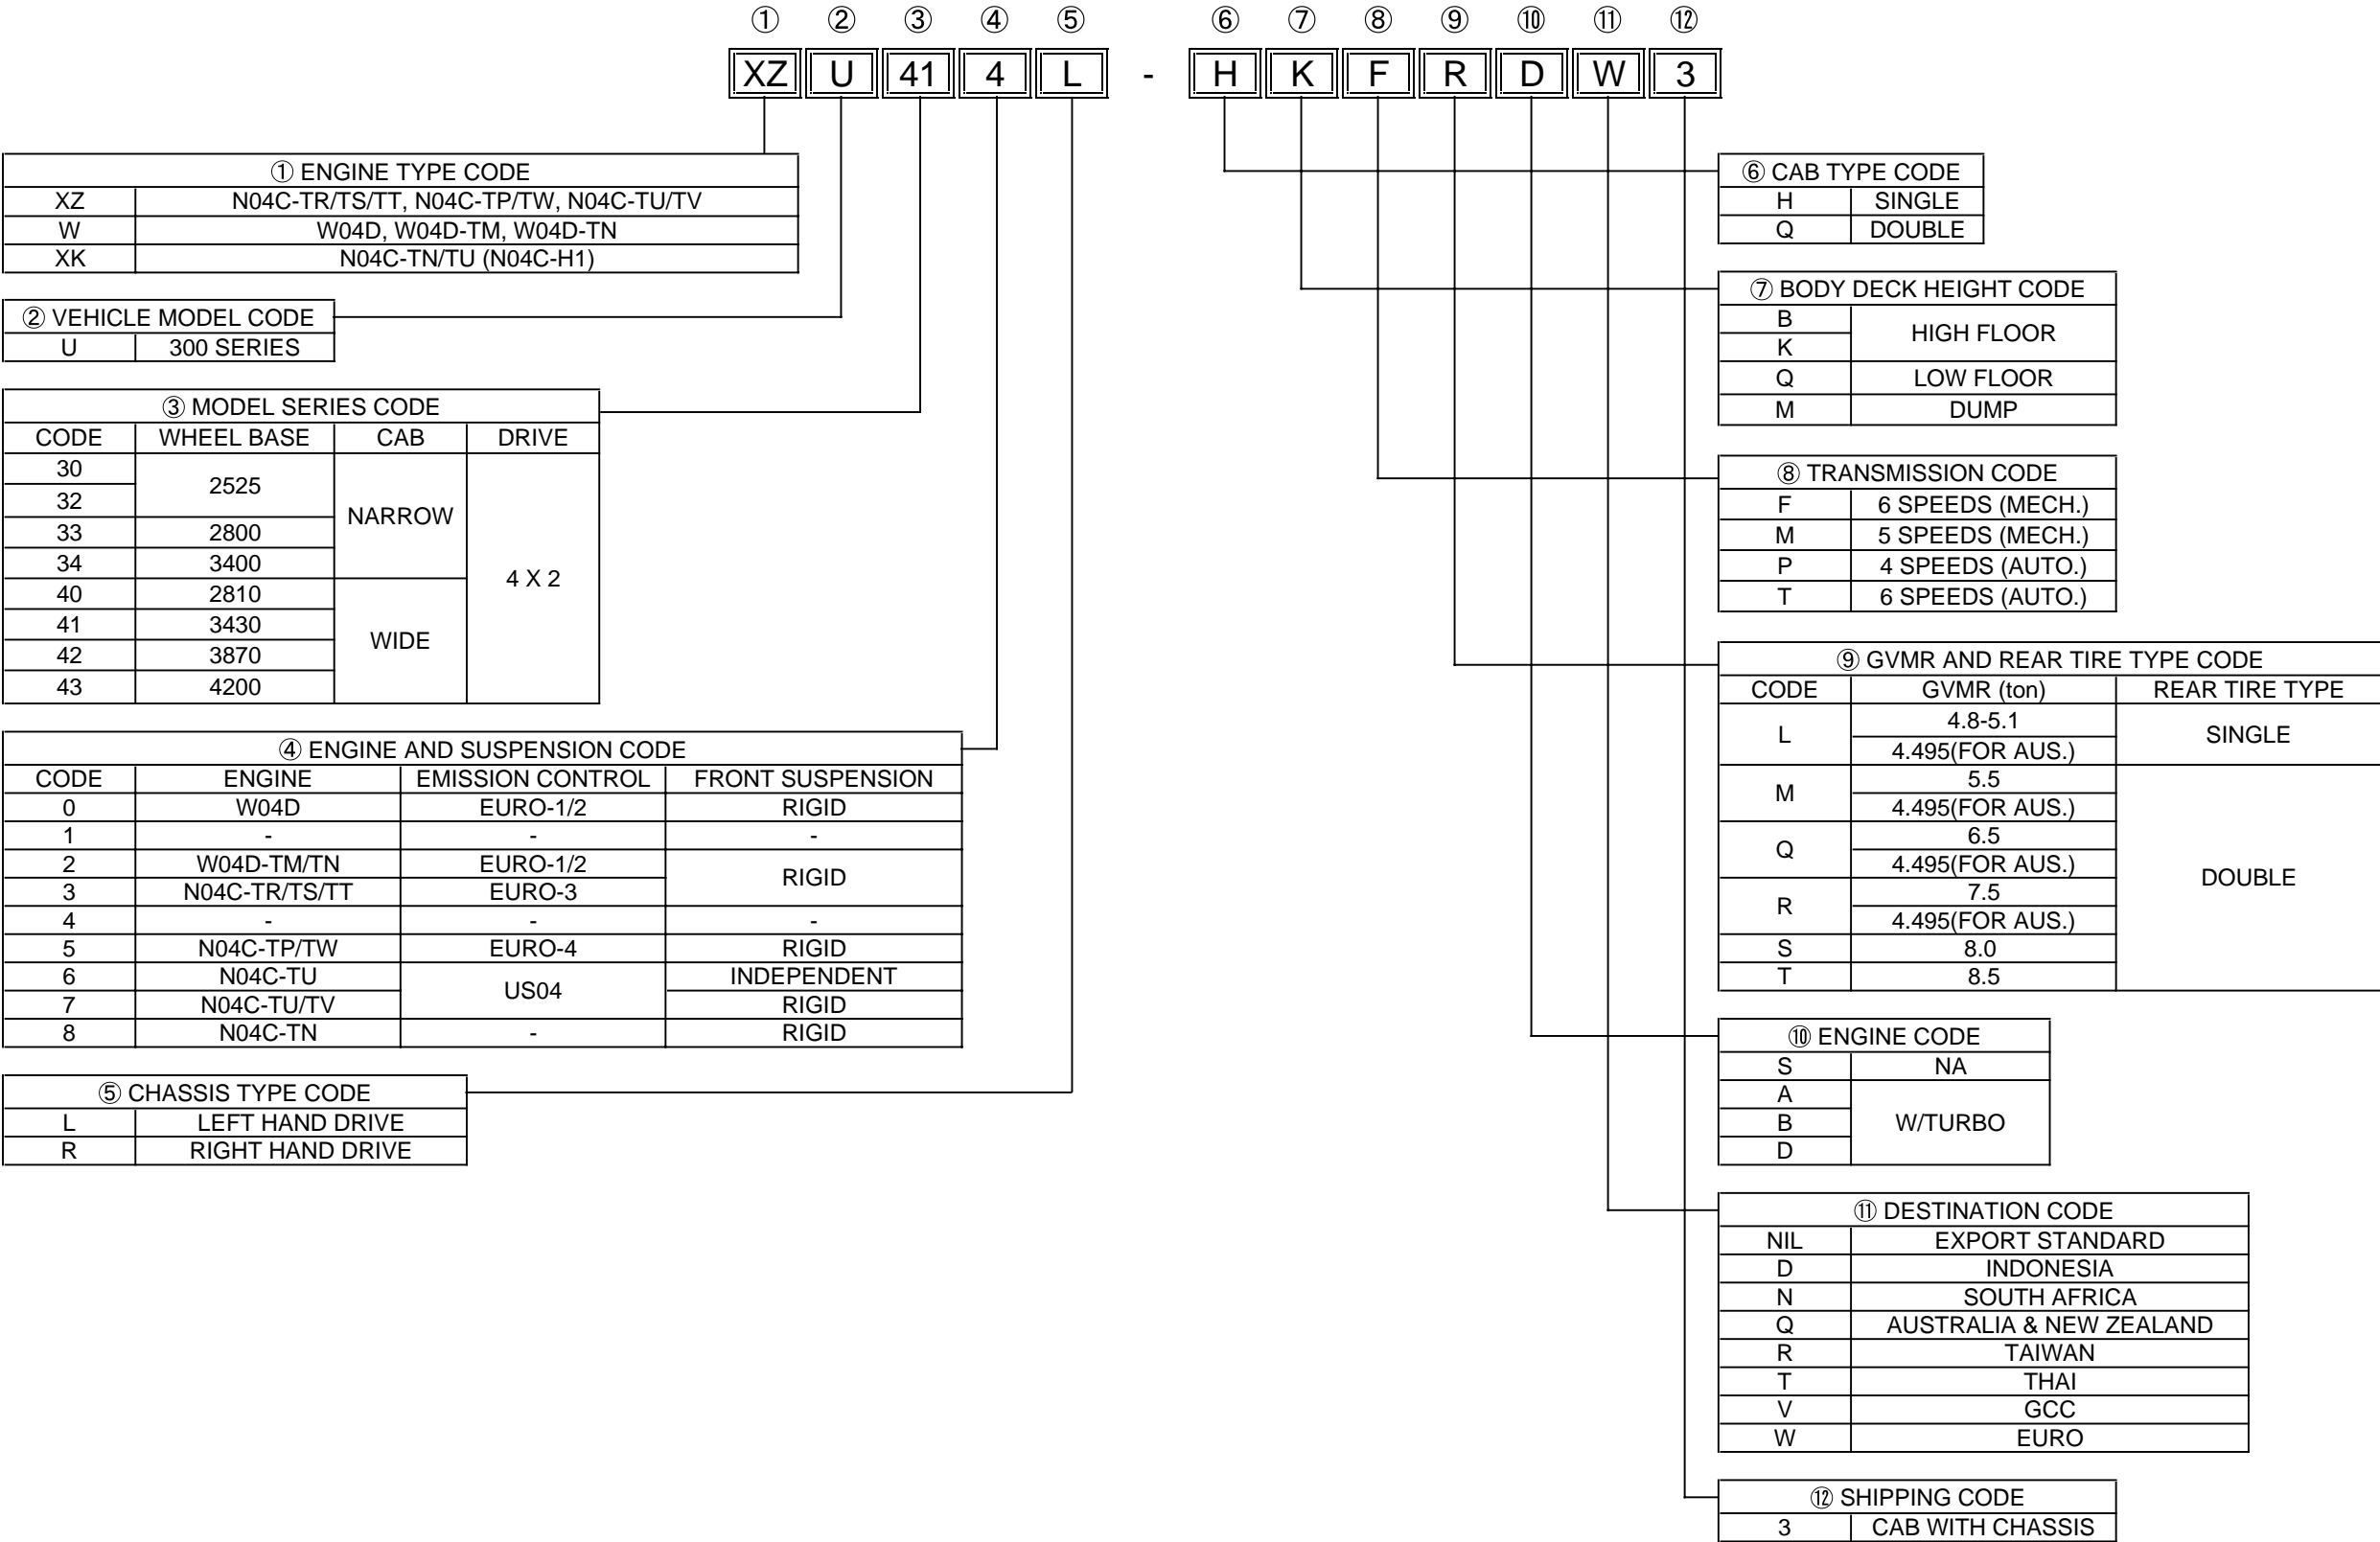 ① ② ③ ④ ⑤ ⑥ ⑦ ⑧ ⑨ ⑩ ⑪ ⑫
XZ U 41 4 L - H K F R D W 3
① ENGINE TYPE CODE
XZ N04C-TR/TS/TT, N04C-TP/TW, N04C-TU/TV
W W04D, W04D-TM, W04D-TN
XK N04C-TN/TU (N04C-H1)
② VEHICLE MODEL CODE
U 300 SERIES
③ MODEL SERIES CODE
CODE WHEEL BASE CAB DRIVE
30
2525
32
NARROW
33 2800
34 3400
4 X 2
40 2810
41 3430
WIDE
42 3870
43 4200
④ ENGINE AND SUSPENSION CODE
CODE ENGINE EMISSION CONTROL FRONT SUSPENSION
0 W04D EURO-1/2 RIGID
1 - - -
2 W04D-TM/TN EURO-1/2
RIGID
3 N04C-TR/TS/TT EURO-3
4 - - -
5 N04C-TP/TW EURO-4 RIGID
6 N04C-TU INDEPENDENT
US04
7 N04C-TU/TV RIGID
8 N04C-TN - RIGID
⑤ CHASSIS TYPE CODE
L LEFT HAND DRIVE
R RIGHT HAND DRIVE
⑥ CAB TYPE CODE
H SINGLE
Q DOUBLE
⑦ BODY DECK HEIGHT CODE
B
HIGH FLOOR
K
Q LOW FLOOR
M DUMP
⑧ TRANSMISSION CODE
F 6 SPEEDS (MECH.)
M 5 SPEEDS (MECH.)
P 4 SPEEDS (AUTO.)
T 6 SPEEDS (AUTO.)
⑨ GVMR AND REAR TIRE TYPE CODE
CODE GVMR (ton) REAR TIRE TYPE
4.8-5.1
L SINGLE
4.495(FOR AUS.)
5.5
M
4.495(FOR AUS.)
6.5
Q
4.495(FOR AUS.)
DOUBLE
7.5
R
4.495(FOR AUS.)
S 8.0
T 8.5
⑩ ENGINE CODE
S NA
A
B W/TURBO
D
⑪ DESTINATION CODE
NIL EXPORT STANDARD
D INDONESIA
N SOUTH AFRICA
Q AUSTRALIA & NEW ZEALAND
R TAIWAN
T THAI
V GCC
W EURO
⑫ SHIPPING CODE
3 CAB WITH CHASSIS